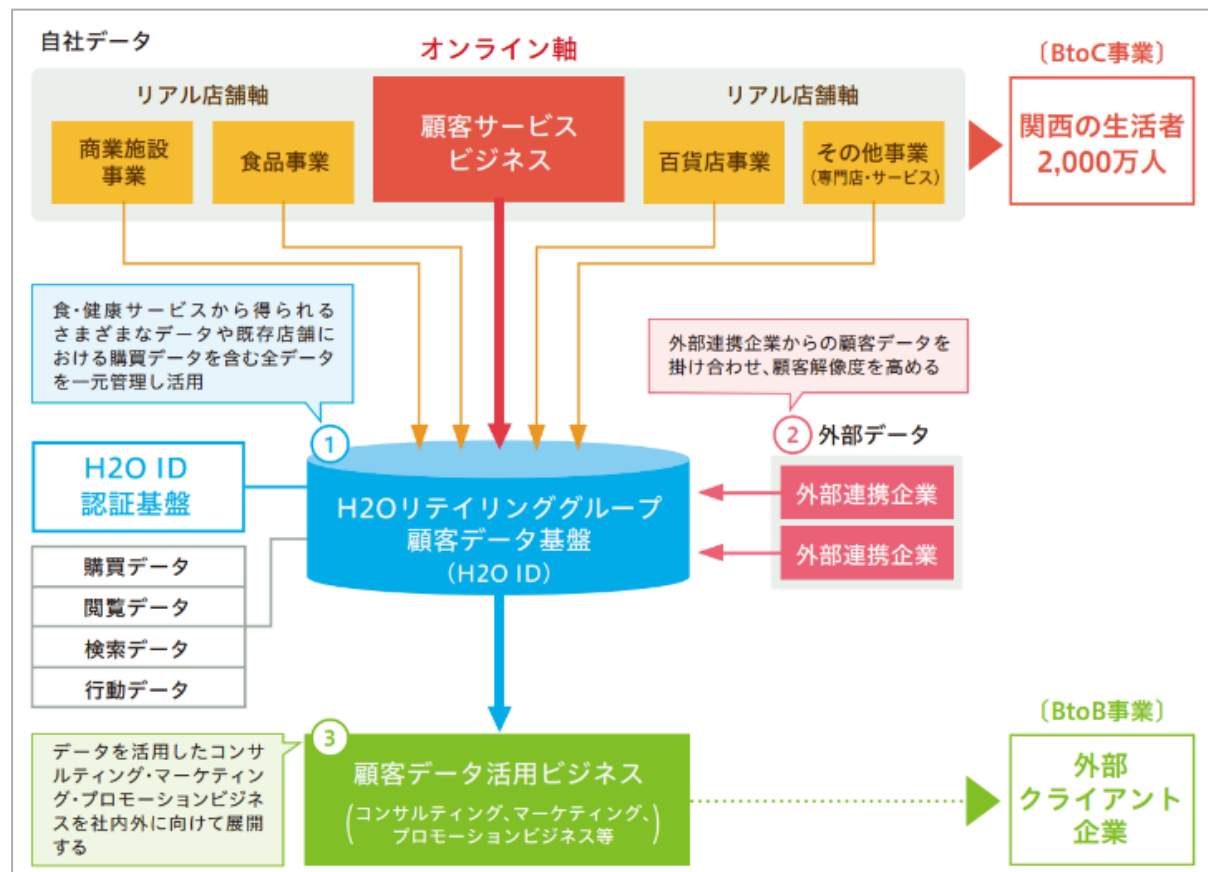 自社データ
オンライン軸
〔BtoC事業〕
リアル店舗軸
商業施設
事業
食品事業
顧客サービス
ビジネス
リアル店舗軸
百貨店事業
その他事業
(専門店・サービス)
関西の生活者
2,000万人
食・健康サービスから得られる
さまざまなデータや既存店舗に
おける購買データを含む全データ
を一元管理し活用
外部連携企業からの顧客データを
掛け合わせ、顧客解像度を高める
1
2 外部データ
H2O ID
認証基盤
H2Oリテイリンググループ
顧客データ基盤
(H2O ID)
外部連携企業
外部連携企業
購買データ
閲覧データ
検索データ
行動データ
〔BtoB事業〕
データを活用したコンサ
ルティング・マーケティン
グ・プロモーションビジネ
スを社内外に向けて展開
する
3
顧客データ活用ビジネス
(コンサルティング、マーケティング、
プロモーションビジネス等)
外部
クライアント
企業